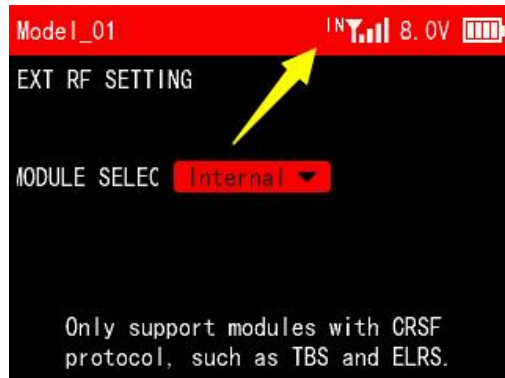 Model_01 IN 8.0V
EXT RF SETTING
MODULE SELEC Internal
Only support modules with CRSF
protocol, such as TBS and ELRS.